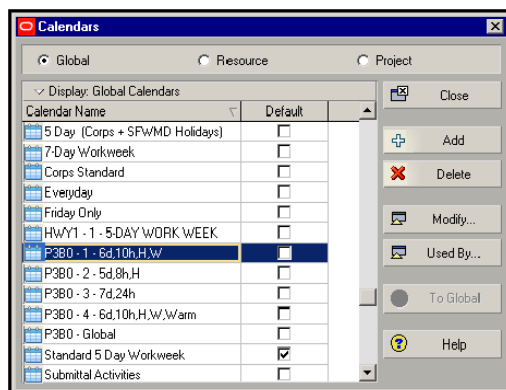 Calendars
Global Resource Project
Display: Global Calendars
Calendar Name Default
5 Day (Corps + SFWMD Holidays)
7-Day Workweek
Corps Standard
Everyday
Friday Only
HWY1 - 1 - 5-DAY WORK WEEK
P3B0 - 1 - 6d,10h,H,W
P3B0 - 2 - 5d,8h,H
P3B0 - 3 - 7d,24h
P3B0 - 4 - 6d,10h,H,W,Warm
P3B0 - Global
Standard 5 Day Workweek
Submittal Activities
Close
Add
Delete
Modify...
Used By...
To Global
Help